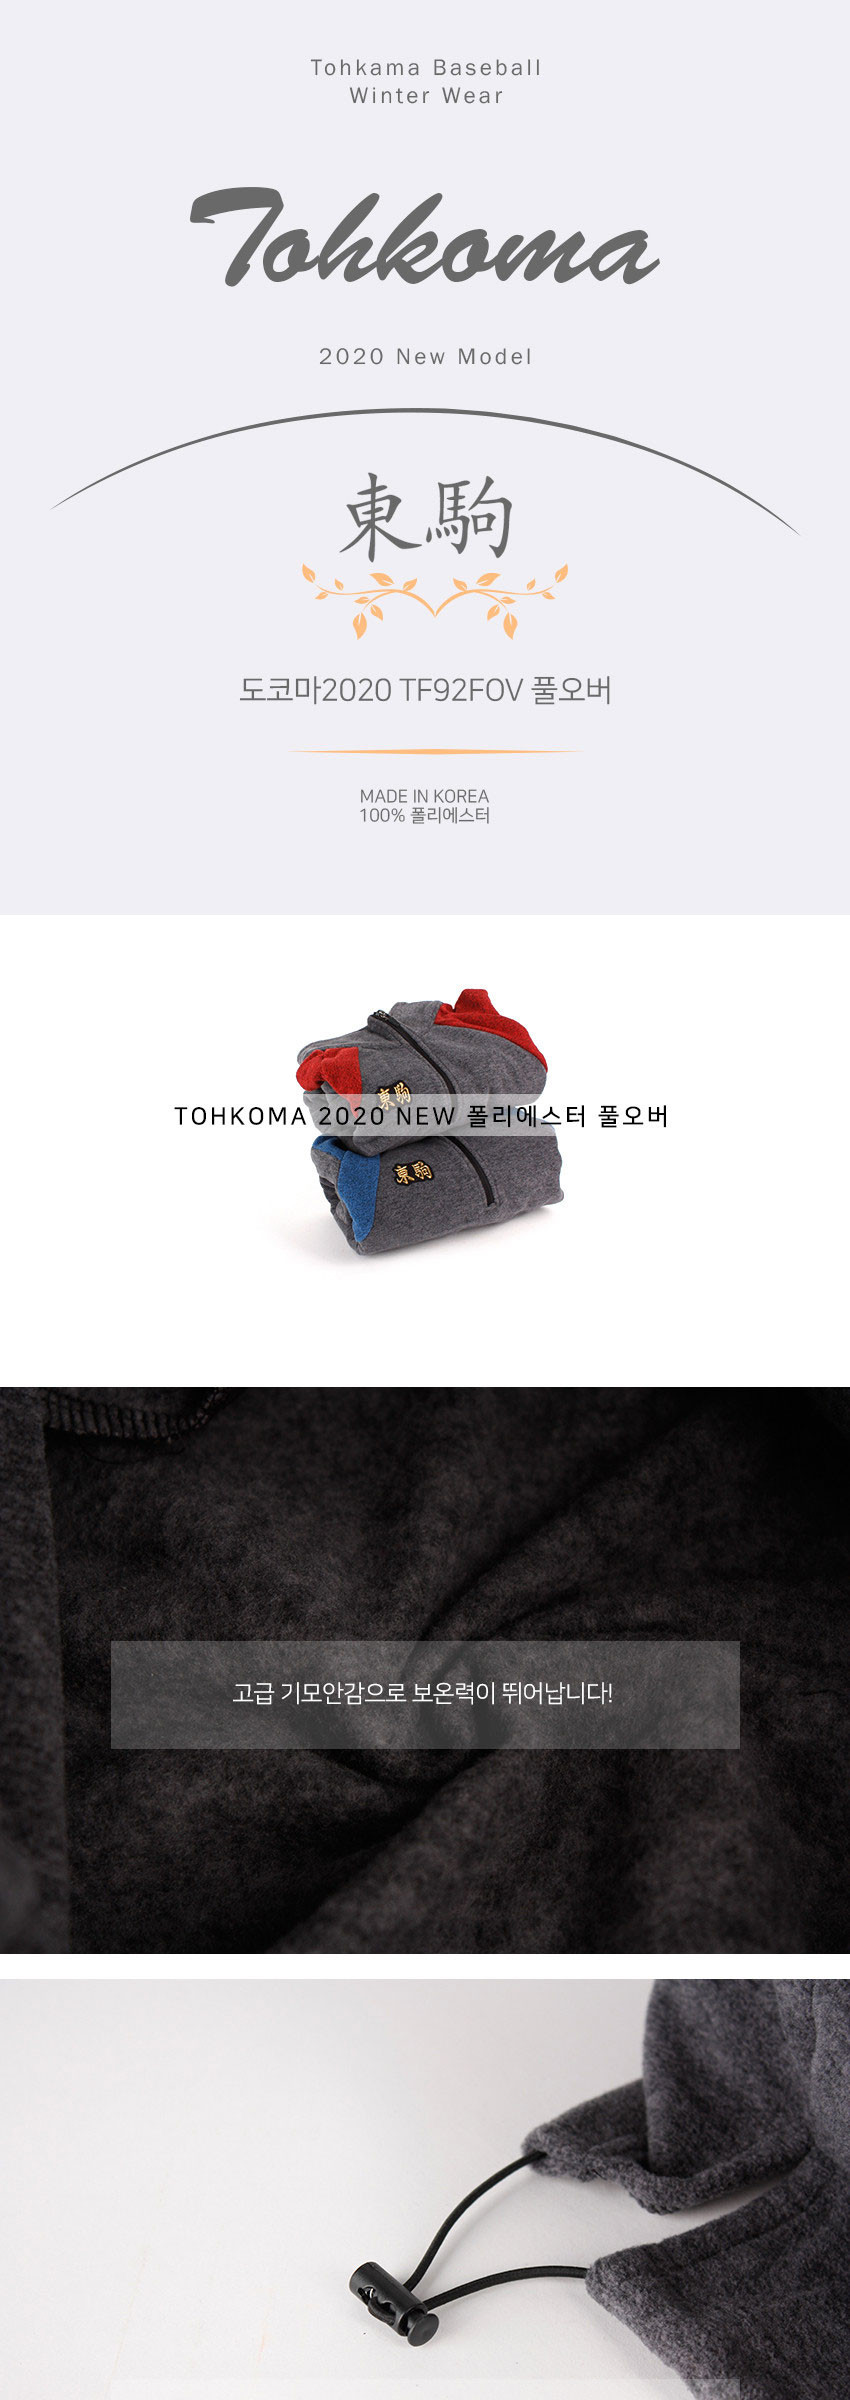 Tohkama Baseball
Winter Wear
Tohkoma
2020 New Model
東駒
도코마2020 TF92FOV 풀오버
MADE IN KOREA
100% 폴리에스터
東駒
TOHKOMA 2020 NEW 폴리에스터 풀오버
東駒
고급 기모안감으로 보온력이 뛰어납니다!